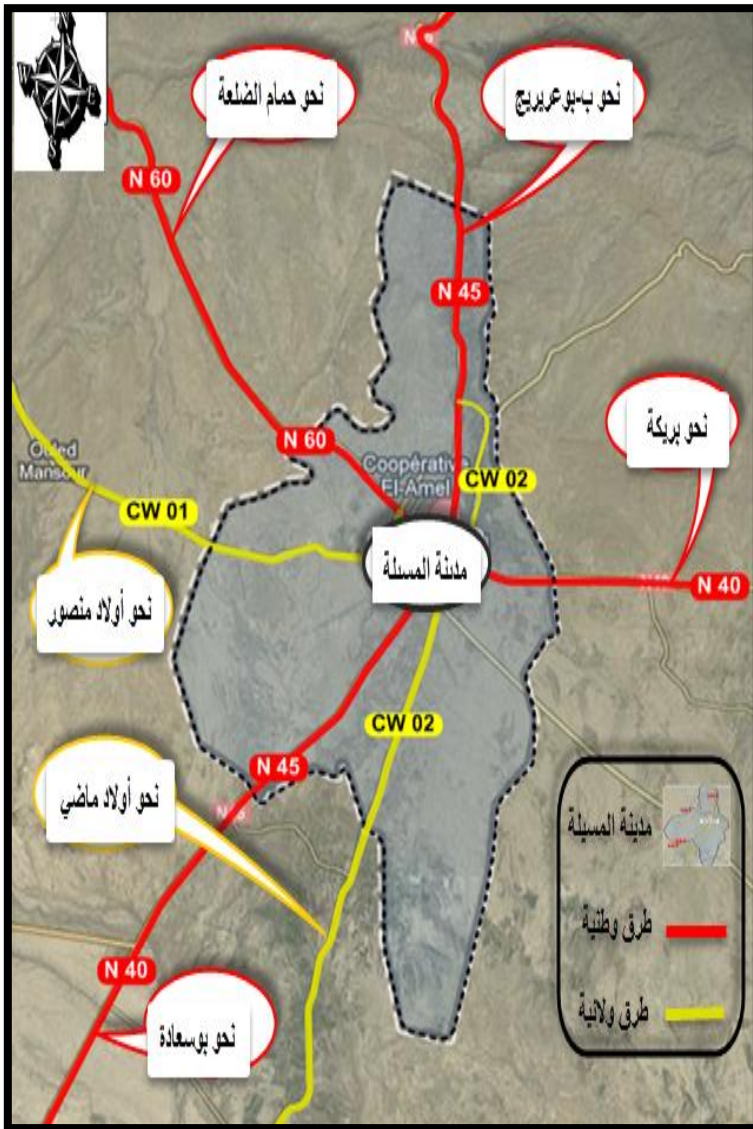 نحو حمام الضلعة
نحو ب-بوعريريج
N 60
N 45
نحو بريكة
N 60
Ouled
Mansour
Coopérative
El-Amel
CW 02
CW 01
مدينة المسيلة
N 40
نحو أولاد منصور
CW 02
نحو أولاد ماضي
N 45
مدينة المسيلة
طرق وطنية
N 40
نحو بوسعادة
طرق ولائية